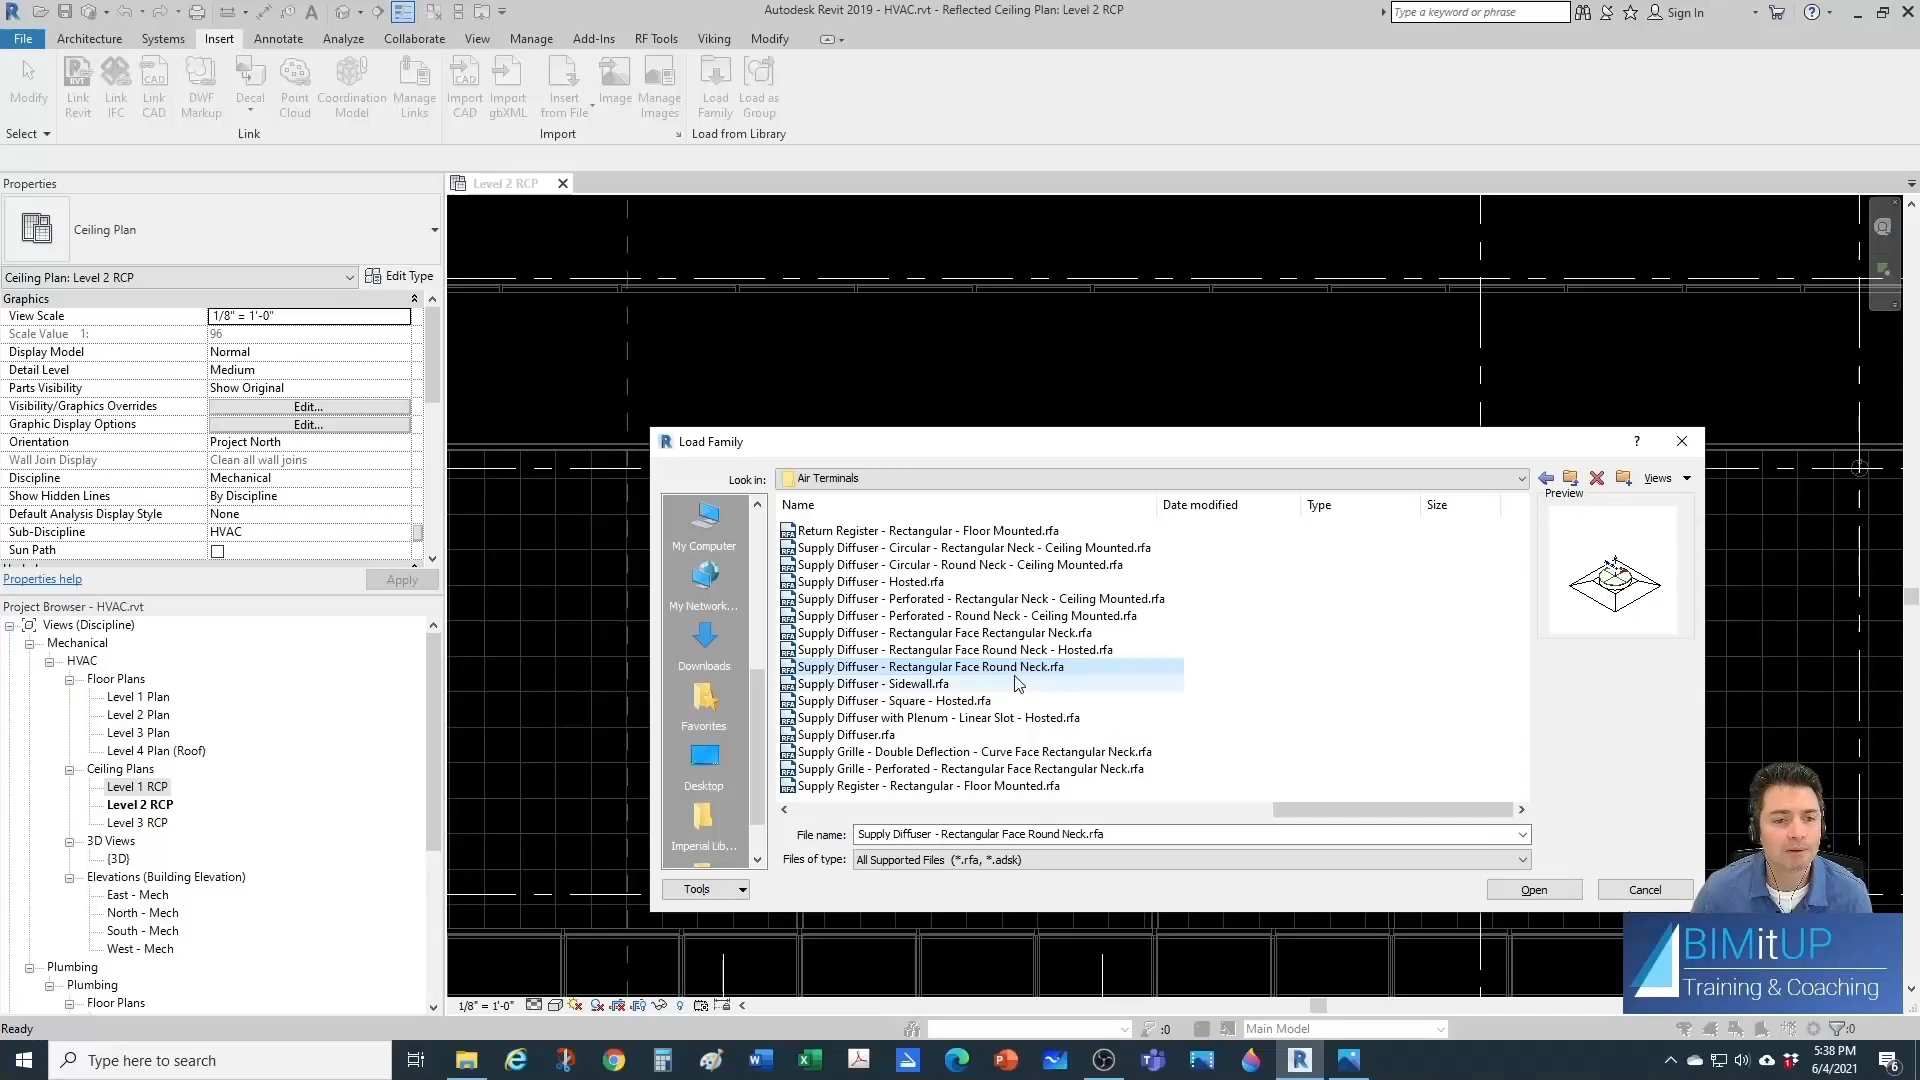 Autodesk Revit 2019 - HVAC.rvt - Reflected Ceiling Plan: Level 2 RCP
Type a keyword or phrase
Sign In
File Architecture Systems Insert Annotate Analyze Collaborate View Manage Add-Ins RF Tools Viking Modify
Modify
Link Revit
Link IFC
Link CAD
DWF Markup
Decal
Point Cloud
Coordination Model
Manage Links
Import CAD
Import gbXML
Insert from File
Image
Manage Images
Load Family
Load as Group
Select
Link
Import
Load from Library
Properties
Level 2 RCP
Ceiling Plan
Ceiling Plan: Level 2 RCP
Edit Type
Graphics
View Scale 1/8" = 1'-0"
Scale Value 1: 96
Display Model Normal
Detail Level Medium
Parts Visibility Show Original
Visibility/Graphics Overrides Edit...
Graphic Display Options Edit...
Orientation Project North
Wall Join Display Clean all wall joins
Discipline Mechanical
Show Hidden Lines By Discipline
Default Analysis Display Style None
Sub-Discipline HVAC
Sun Path
Properties help
Apply
Project Browser - HVAC.rvt
Views (Discipline)
Mechanical
HVAC
Floor Plans
Level 1 Plan
Level 2 Plan
Level 3 Plan
Level 4 Plan (Roof)
Ceiling Plans
Level 1 RCP
Level 2 RCP
Level 3 RCP
3D Views
{3D}
Elevations (Building Elevation)
East - Mech
North - Mech
South - Mech
West - Mech
Plumbing
Plumbing
Floor Plans
Load Family
Look in: Air Terminals
Views
Preview
My Computer
My Network...
Downloads
Favorites
Desktop
Imperial Lib...
Name Date modified Type Size
Return Register - Rectangular - Floor Mounted.rfa
Supply Diffuser - Circular - Rectangular Neck - Ceiling Mounted.rfa
Supply Diffuser - Circular - Round Neck - Ceiling Mounted.rfa
Supply Diffuser - Hosted.rfa
Supply Diffuser - Perforated - Rectangular Neck - Ceiling Mounted.rfa
Supply Diffuser - Perforated - Round Neck - Ceiling Mounted.rfa
Supply Diffuser - Rectangular Face Rectangular Neck.rfa
Supply Diffuser - Rectangular Face Round Neck - Hosted.rfa
Supply Diffuser - Rectangular Face Round Neck.rfa
Supply Diffuser - Sidewall.rfa
Supply Diffuser - Square - Hosted.rfa
Supply Diffuser with Plenum - Linear Slot - Hosted.rfa
Supply Diffuser.rfa
Supply Grille - Double Deflection - Curve Face Rectangular Neck.rfa
Supply Grille - Perforated - Rectangular Face Rectangular Neck.rfa
Supply Register - Rectangular - Floor Mounted.rfa
File name: Supply Diffuser - Rectangular Face Round Neck.rfa
Files of type: All Supported Files (*.rfa, *.adsk)
Tools
Open
Cancel
BIMitUP
Training & Coaching
1/8" = 1'-0"
Ready
:0
Main Model
:0
Type here to search
5:38 PM
6/4/2021
6